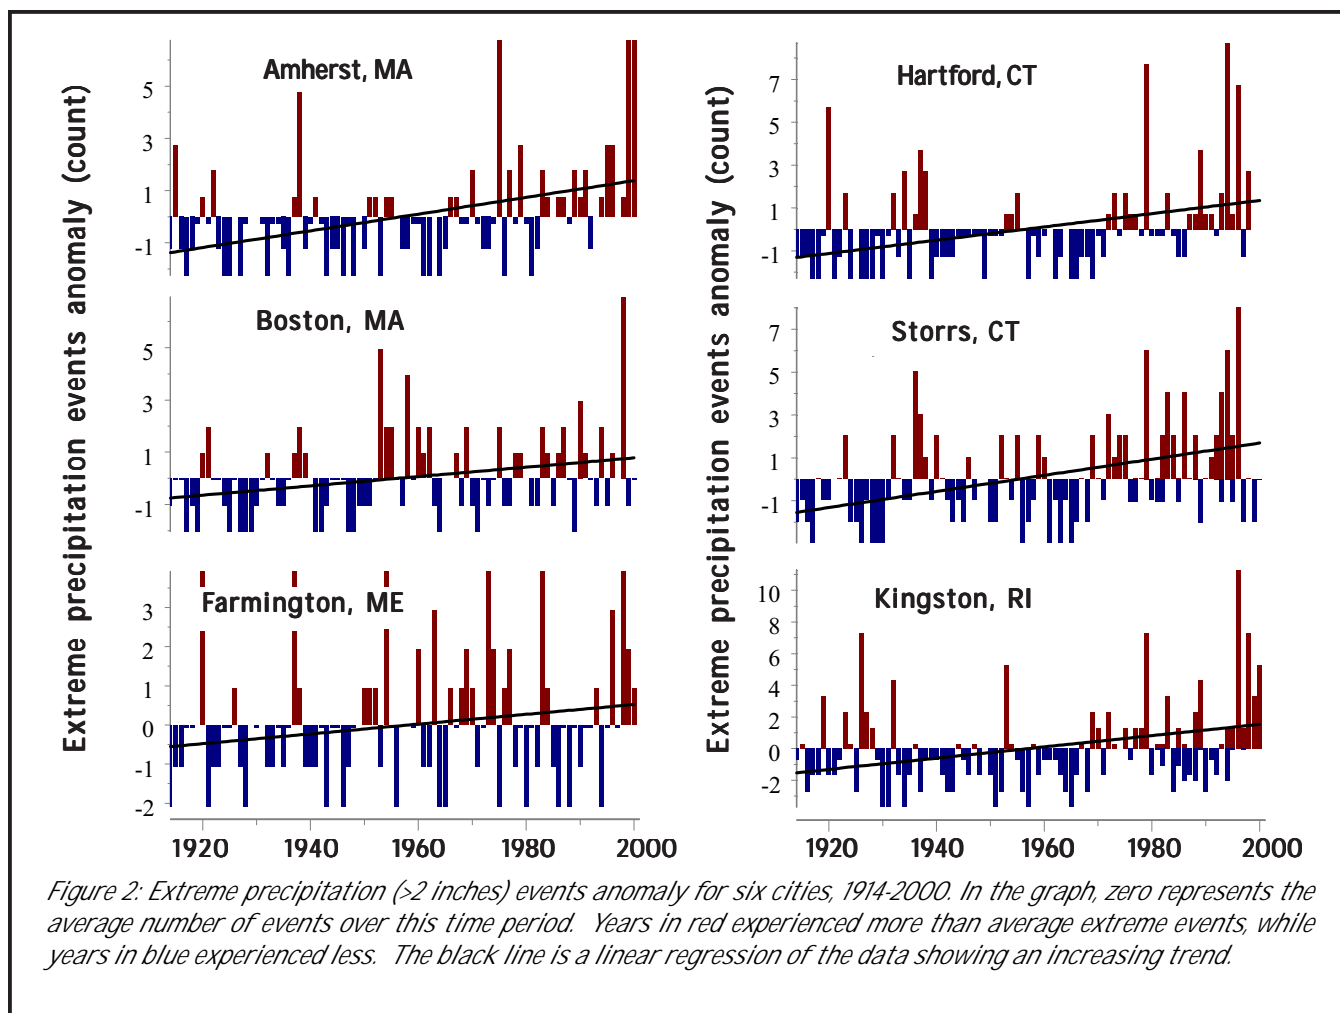 Extreme precipitation events anomaly (count)
Amherst, MA
5
3
1
-1
Boston, MA
5
3
1
-1
Farmington, ME
3
2
1
0
-1
-2
1920 1940 1960 1980 2000
Extreme precipitation events anomaly (count)
Hartford, CT
7
5
3
1
-1
Storrs, CT
7
5
3
1
-1
Kingston, RI
10
8
6
4
2
0
-2
1920 1940 1960 1980 2000
Figure 2: Extreme precipitation (>2 inches) events anomaly for six cities, 1914-2000. In the graph, zero represents the
average number of events over this time period. Years in red experienced more than average extreme events, while
years in blue experienced less. The black line is a linear regression of the data showing an increasing trend.